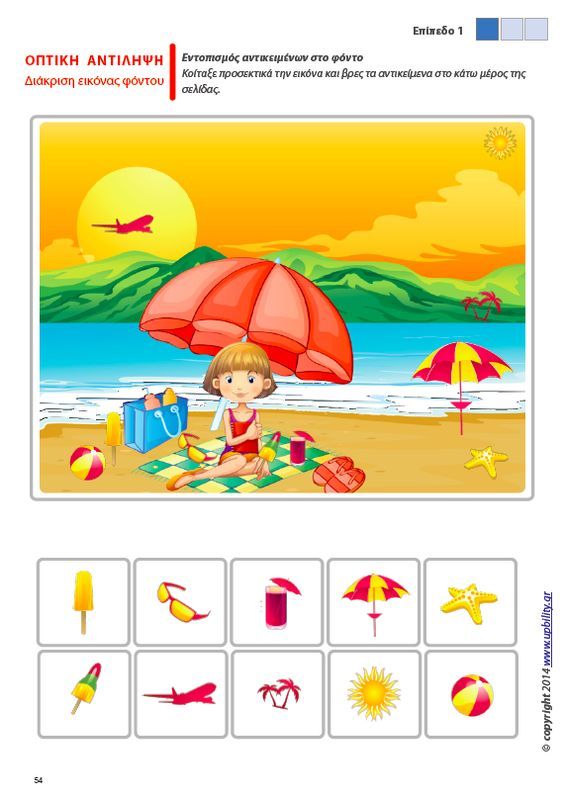 Επίπεδο 1
ΟΠΤΙΚΗ ΑΝΤΙΛΗΨΗ
Διάκριση εικόνας φόντου
Εντοπισμός αντικειμένων στο φόντο
Κοίταξε προσεκτικά την εικόνα και βρες τα αντικείμενα στο κάτω μέρος της
σελίδας.
© copyright 2014 www.upbility.gr
54